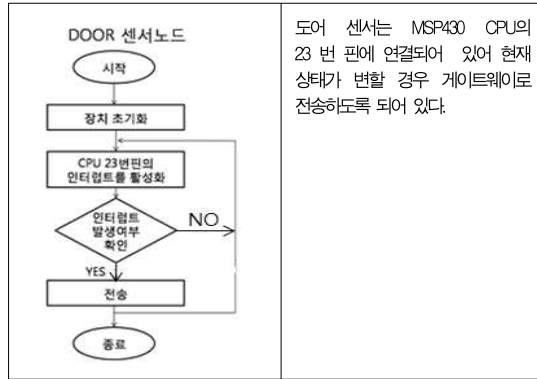 DOOR 센서노드
시작
장치 초기화
CPU 23번핀의
인터럽트를 활성화
인터럽트
발생여부
확인
NO
YES
전송
종료
도어 센서는 MSP430 CPU의
23 번 핀에 연결되어 있어 현재
상태가 변할 경우 게이트웨이로
전송하도록 되어 있다.